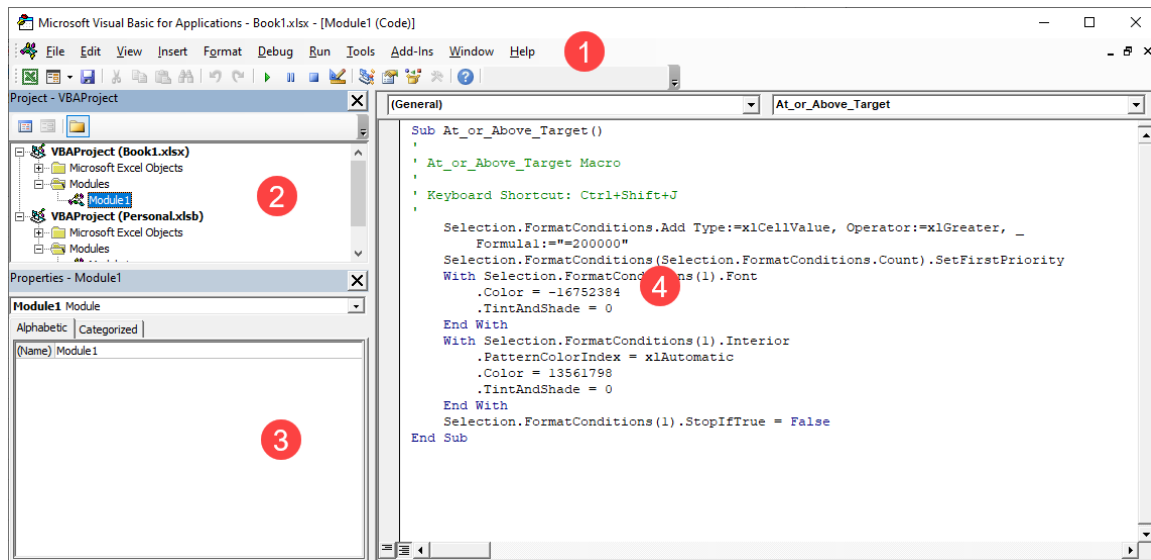 Microsoft Visual Basic for Applications - Book1.xlsx - [Module1 (Code)]
File Edit View Insert Format Debug Run Tools Add-Ins Window Help
1
Project - VBAProject
VBAProject (Book1.xlsx)
Microsoft Excel Objects
Modules
Module1
VBAProject (Personal.xlsb)
Microsoft Excel Objects
Modules
2
Properties - Module1
Module1 Module
Alphabetic Categorized
(Name) Module1
3
(General) At_or_Above_Target
Sub At_or_Above_Target()
'
' At_or_Above_Target Macro
'
' Keyboard Shortcut: Ctrl+Shift+J
'
Selection.FormatConditions.Add Type:=xlCellValue, Operator:=xlGreater, _
Formula1:="=200000"
Selection.FormatConditions(Selection.FormatConditions.Count).SetFirstPriority
With Selection.FormatConditions(1).Font
.Color = -16752384
.TintAndShade = 0
End With
With Selection.FormatConditions(1).Interior
.PatternColorIndex = xlAutomatic
.Color = 13561798
.TintAndShade = 0
End With
Selection.FormatConditions(1).StopIfTrue = False
End Sub
4